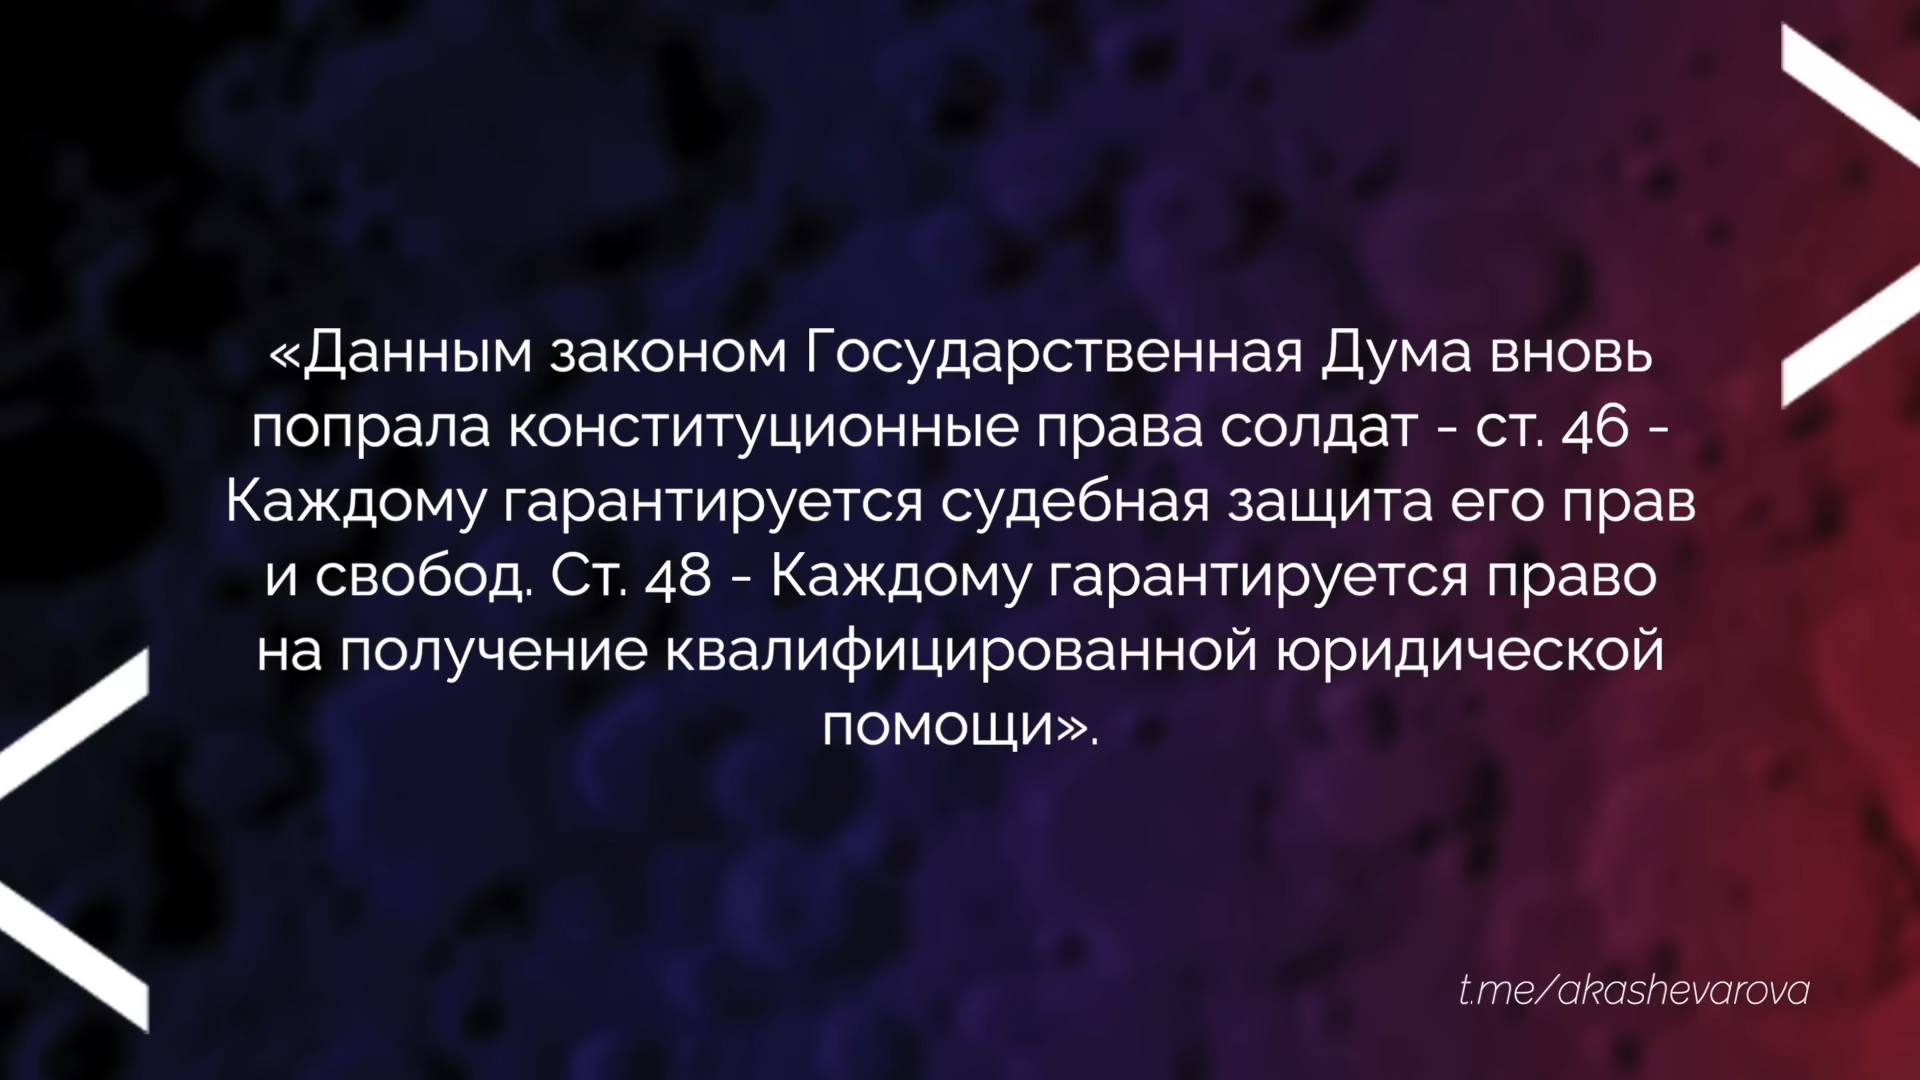 «Данным законом Государственная Дума вновь
попрала конституционные права солдат - ст. 46 -
Каждому гарантируется судебная защита его прав
и свобод. Ст. 48 - Каждому гарантируется право
на получение квалифицированной юридической
помощи».
t.me/akashevarova